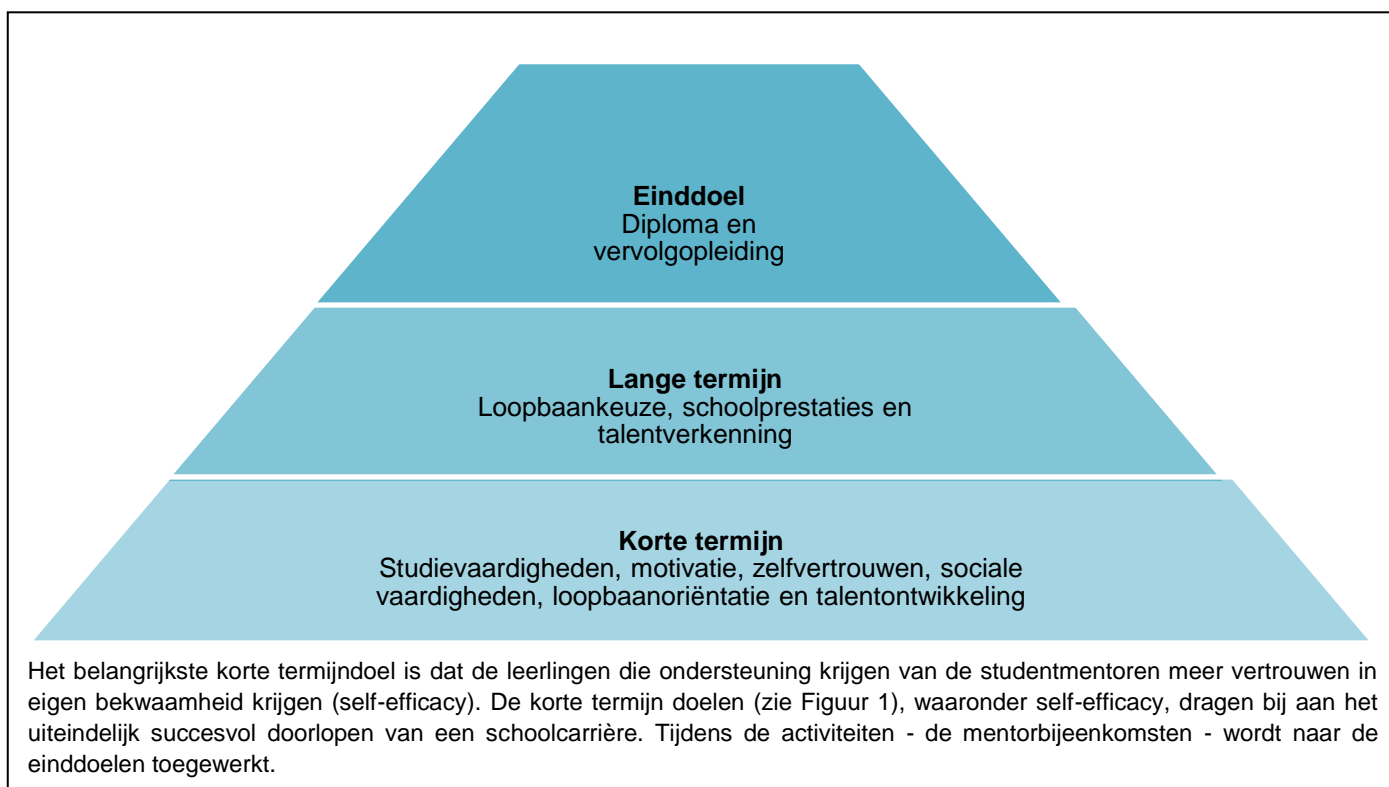 Einddoel
Diploma en
vervolgopleiding
Lange termijn
Loopbaankeuze, schoolprestaties en
talentverkenning
Korte termijn
Studievaardigheden, motivatie, zelfvertrouwen, sociale
vaardigheden, loopbaanoriëntatie en talentontwikkeling
Het belangrijkste korte termijndoel is dat de leerlingen die ondersteuning krijgen van de studentmentoren meer vertrouwen in
eigen bekwaamheid krijgen (self-efficacy). De korte termijn doelen (zie Figuur 1), waaronder self-efficacy, dragen bij aan het
uiteindelijk succesvol doorlopen van een schoolcarrière. Tijdens de activiteiten - de mentorbijeenkomsten - wordt naar de
einddoelen toegewerkt.